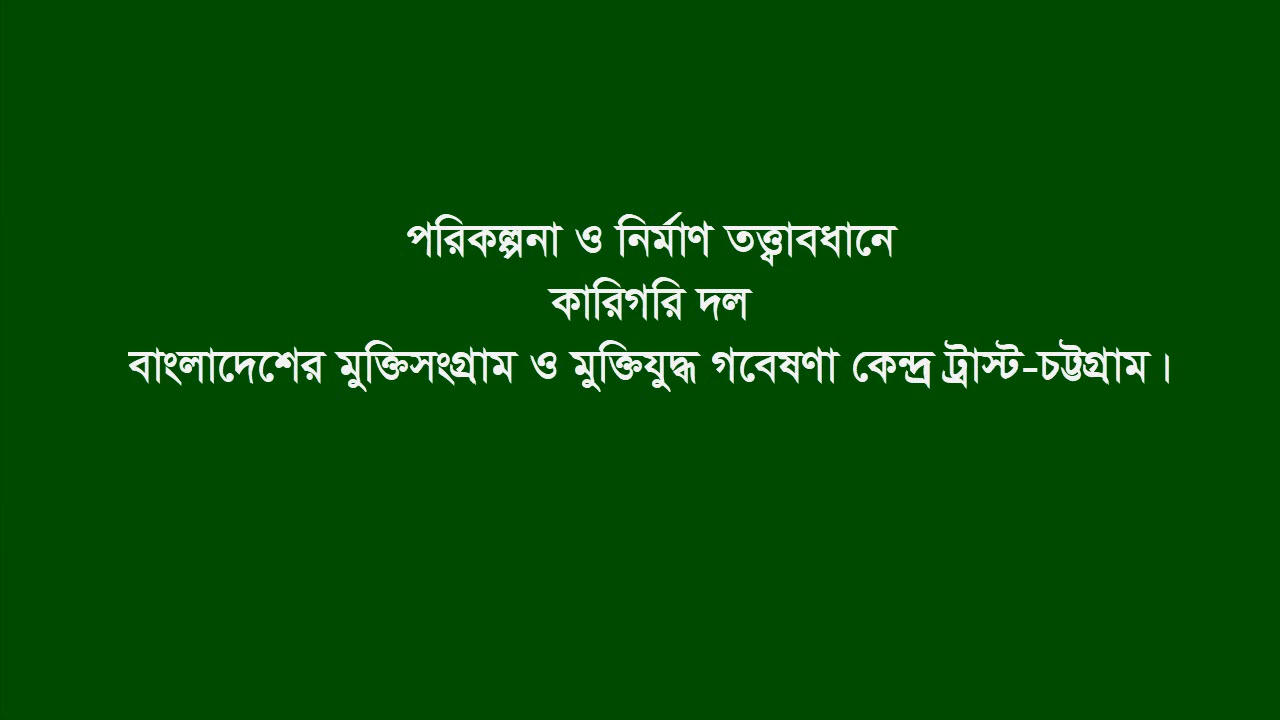 পরিকল্পনা ও নির্মাণ তত্ত্বাবধানে
কারিগরি দল
বাংলাদেশের মুক্তিসংগ্রাম ও মুক্তিযুদ্ধ গবেষণা কেন্দ্র ট্রাস্ট-চট্টগ্রাম।